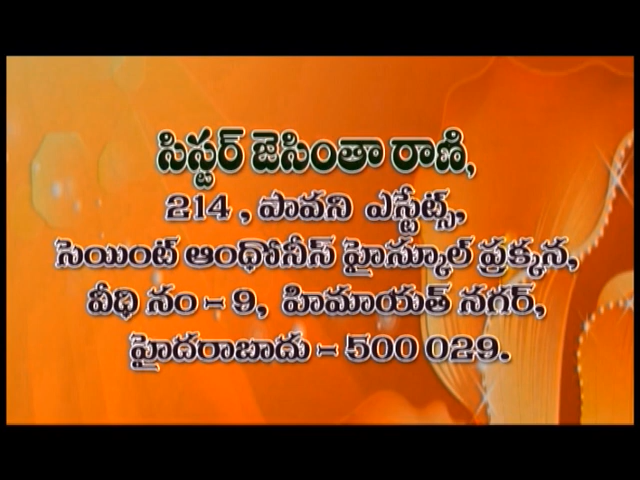 సిస్టర్ జెసింతా రాణి,
214 , పావని ఎస్టేట్స్,
సెయింట్ ఆంథోనీస్ హైస్కూల్ ప్రక్కన,
వీధి నం - 9, హిమాయత్ నగర్,
హైదరాబాదు - 500 029.